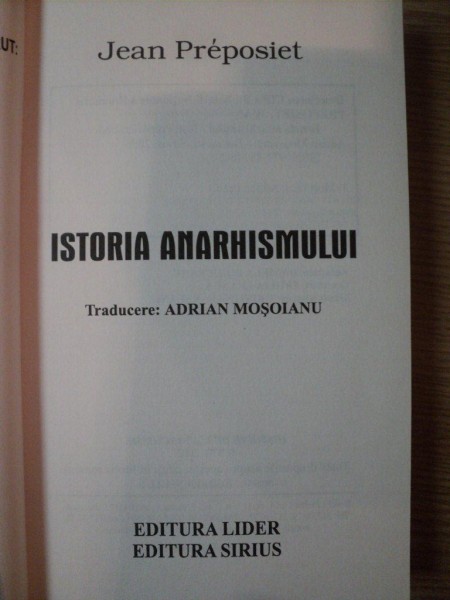 UT:
Jean Préposiet
ISTORIA ANARHISMULUI
Traducere: ADRIAN MOŞOIANU
EDITURA LIDER
EDITURA SIRIUS